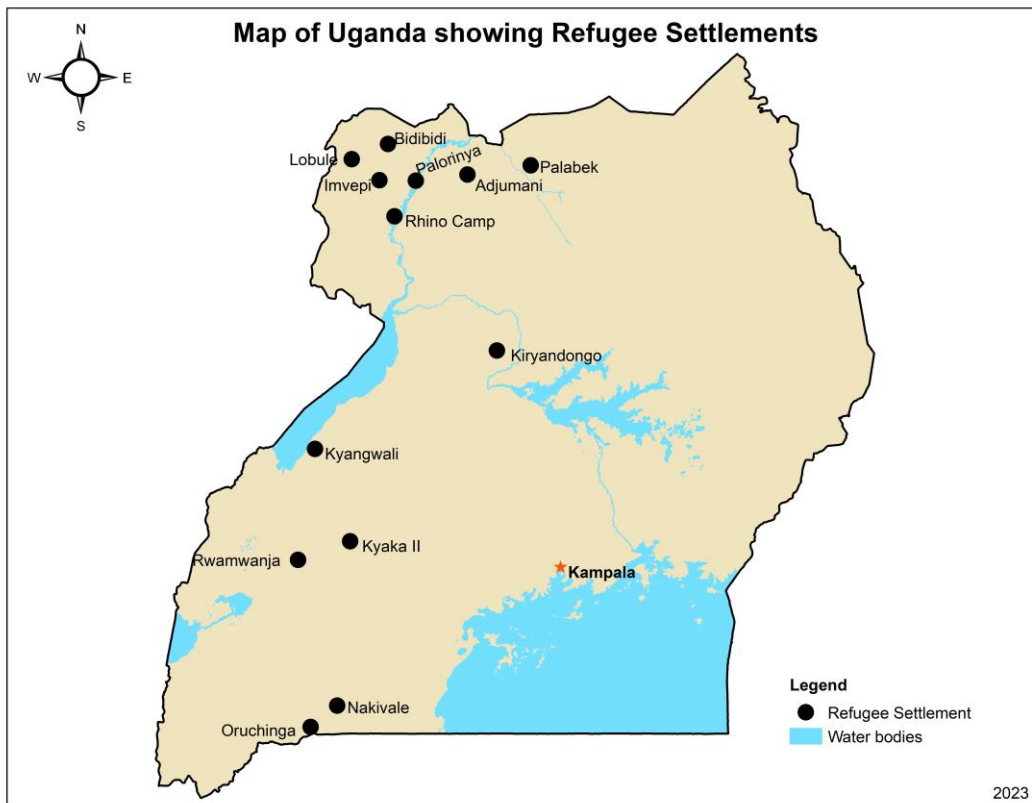 Map of Uganda showing Refugee Settlements
N
W
E
S
Bidibidi
Lobule
Palorinya
Imvepi
Adjumani
Palabek
Rhino Camp
Kiryandongo
Kyangwali
Kyaka II
Rwamwanja
Kampala
Nakivale
Oruchinga
Legend
Refugee Settlement
Water bodies
2023